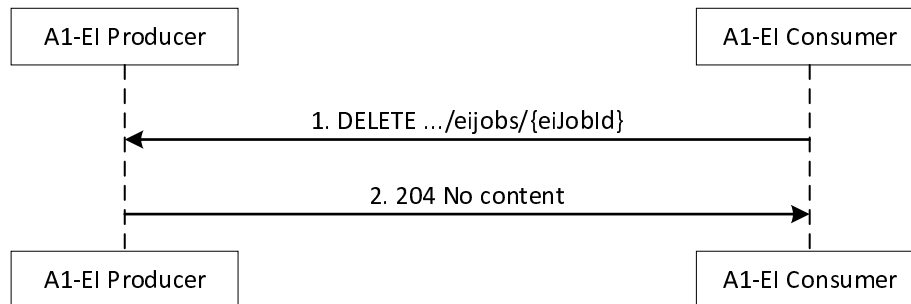 A1-EI Producer
A1-EI Consumer
1. DELETE .../eijobs/{eiJobId}
2. 204 No content
A1-EI Producer
A1-EI Consumer